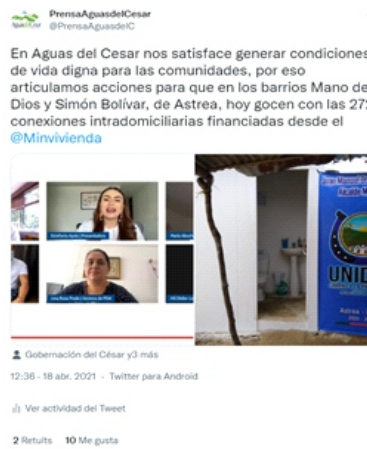 PrensaAguasdelCesar
@PrensaAguasdelC
En Aguas del Cesar nos satisface generar condiciones
de vida digna para las comunidades, por eso
articulamos acciones para que en los barrios Mano de
Dios y Simón Bolívar, de Astrea, hoy gocen con las 27
conexiones intradomiciliarias financiadas desde el
@Minvivienda
UNID
Gobernación del César y3 más
12:36 - 18 abr. 2021 - Twitter para Android
Ver actividad del Tweet
2 Retuits 10 Me gusta